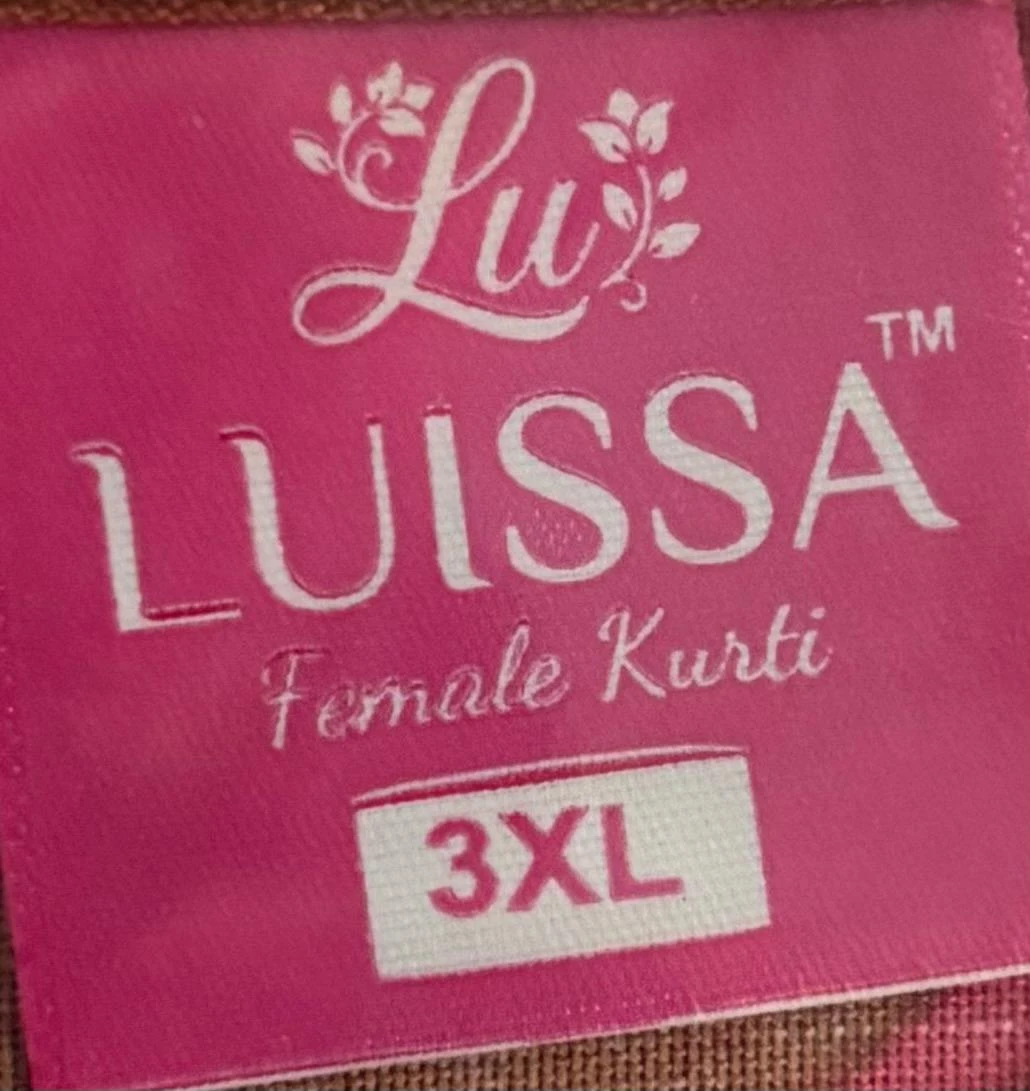 Lu
LUISSA™
Female Kurti
3XL